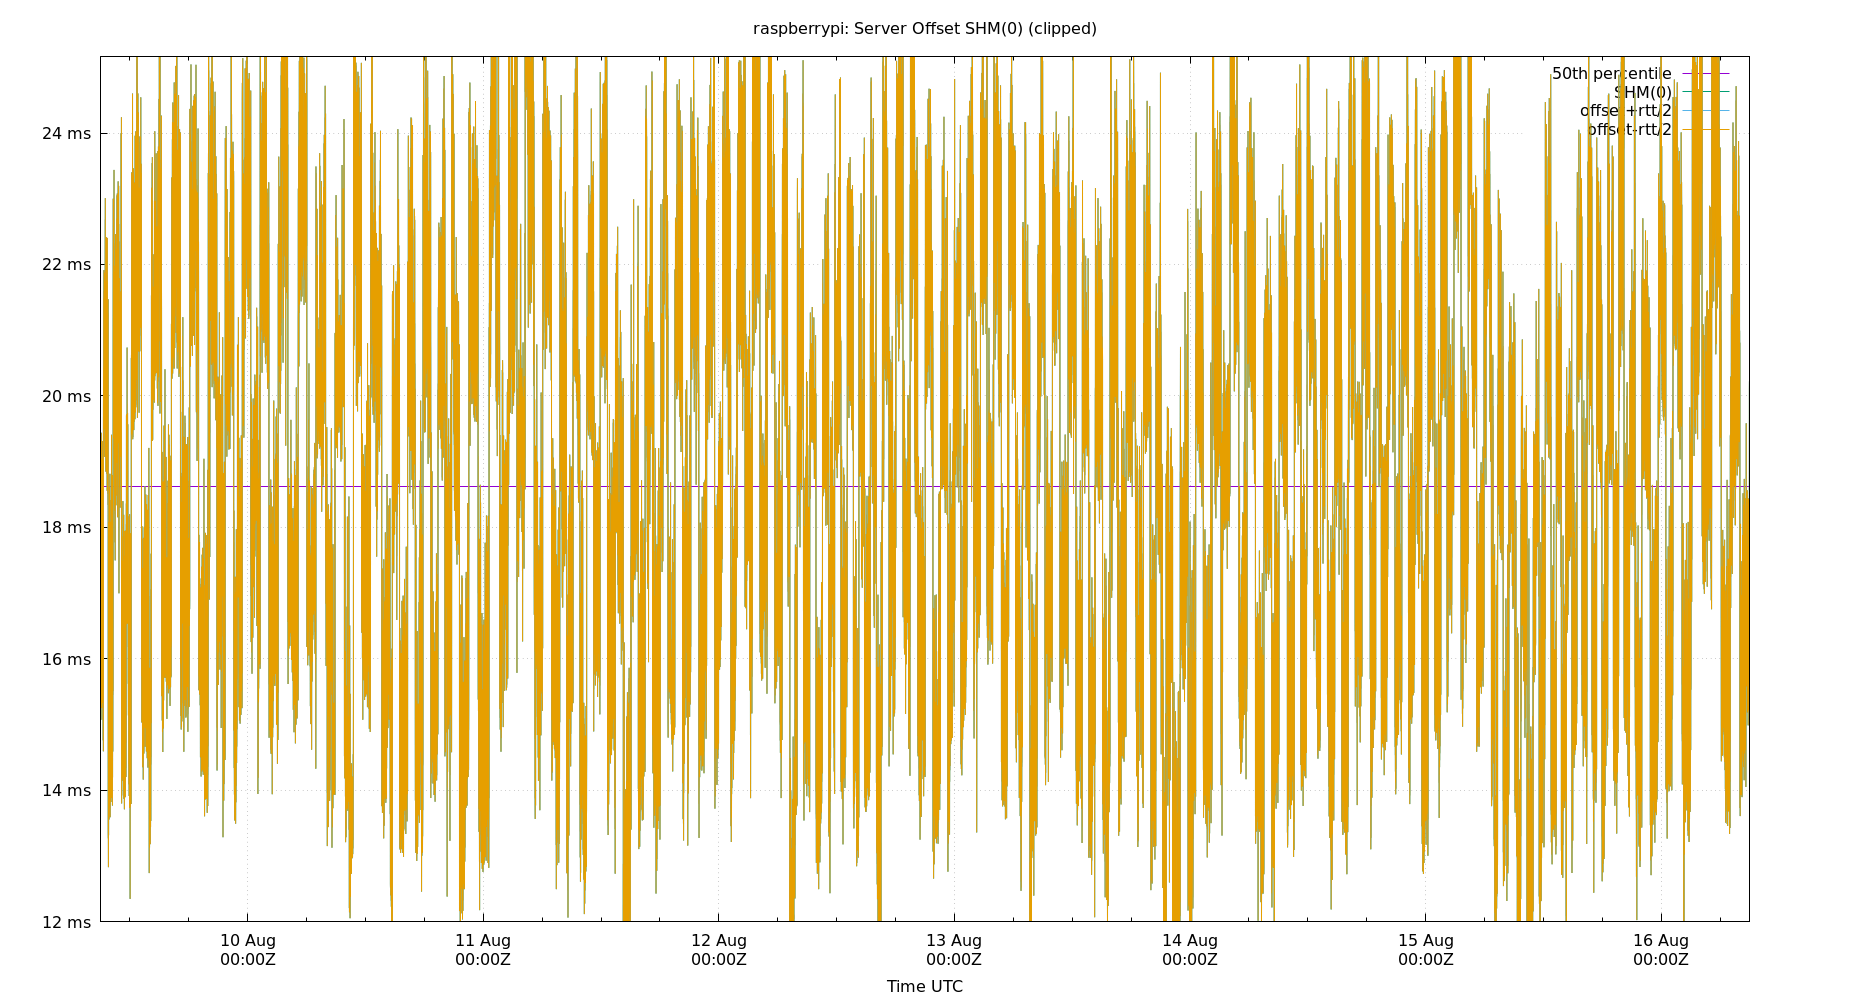 raspberrypi: Server Offset SHM(0) (clipped)
50th percentile
SHM(0)
offset+rtt/2
offset-rtt/2
24 ms
22 ms
20 ms
18 ms
16 ms
14 ms
12 ms
10 Aug 11 Aug 12 Aug 13 Aug 14 Aug 15 Aug 16 Aug
00:00Z 00:00Z 00:00Z 00:00Z 00:00Z 00:00Z 00:00Z
Time UTC